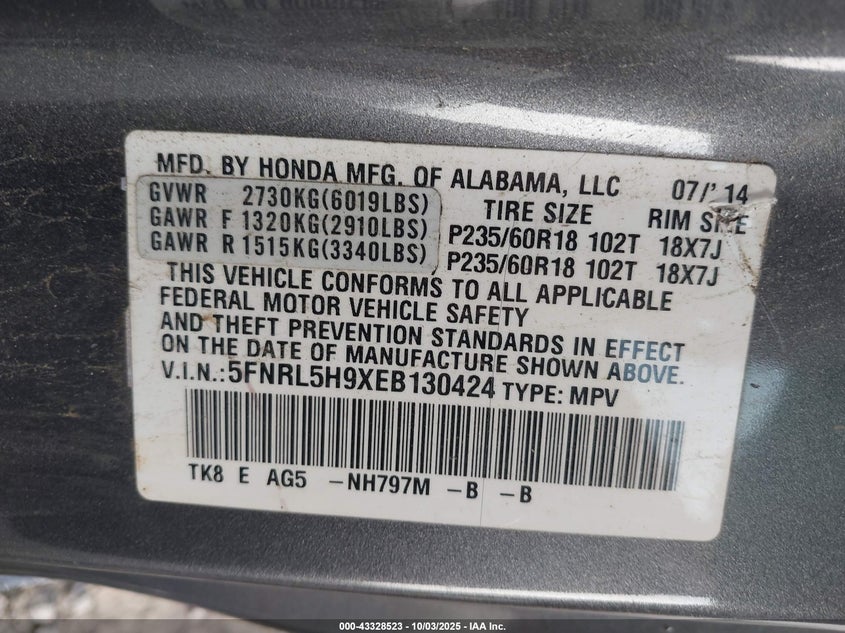 MFD. BY HONDA MFG. OF ALABAMA, LLC 07/'14
GVWR 2730KG(6019LBS) TIRE SIZE RIM SIZE
GAWR F 1320KG(2910LBS) P235/60R18 102T 18X7J
GAWR R 1515KG(3340LBS) P235/60R18 102T 18X7J
THIS VEHICLE CONFORMS TO ALL APPLICABLE
FEDERAL MOTOR VEHICLE SAFETY
AND THEFT PREVENTION STANDARDS IN EFFECT
ON THE DATE OF MANUFACTURE SHOWN ABOVE.
V.I.N.:5FNRL5H9XEB130424 TYPE: MPV
TK8 E AG5 -NH797M -B -B
000-43328523 - 10/03/2025 - IAA Inc.